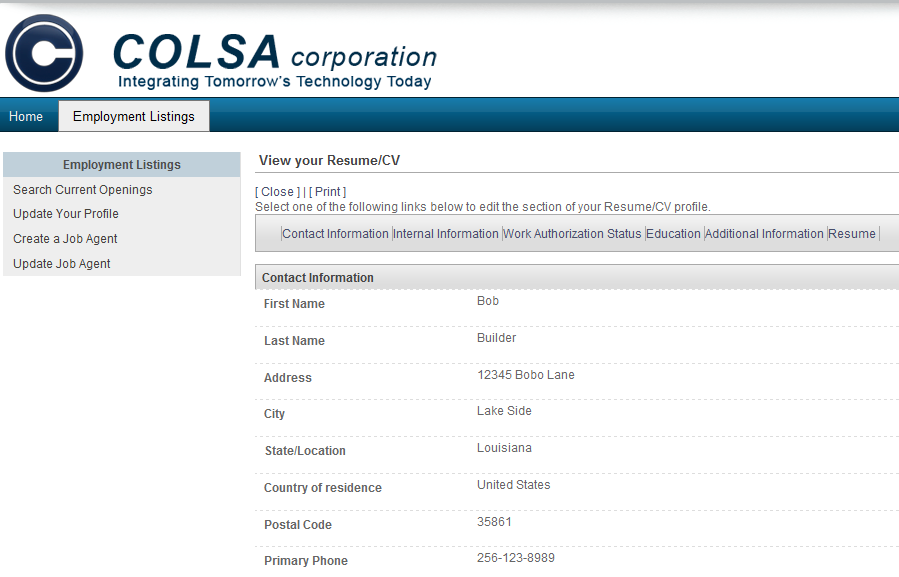 C COLSA corporation
Integrating Tomorrow's Technology Today
Home Employment Listings
Employment Listings
Search Current Openings
Update Your Profile
Create a Job Agent
Update Job Agent
View your Resume/CV
[ Close ] | [ Print ]
Select one of the following links below to edit the section of your Resume/CV profile.
|Contact Information |Internal Information |Work Authorization Status |Education |Additional Information |Resume |
Contact Information
First Name Bob
Last Name Builder
Address 12345 Bobo Lane
City Lake Side
State/Location Louisiana
Country of residence United States
Postal Code 35861
Primary Phone 256-123-8989